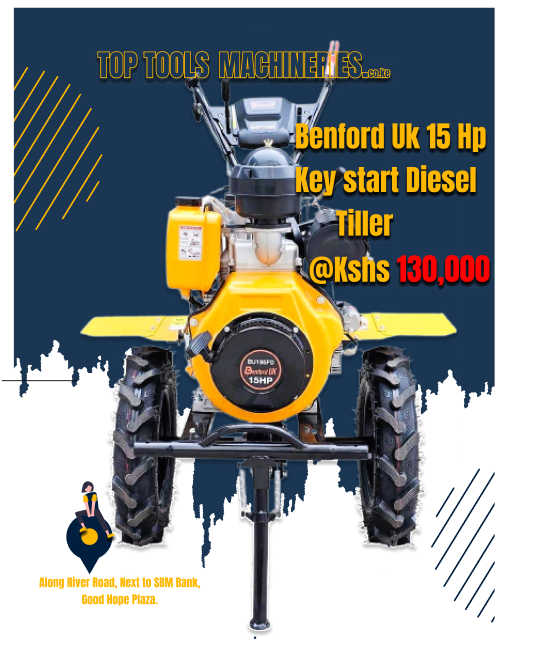 TOP TOOLS MACHINERIES..co.ke
Benford Uk 15 Hp
Key start Diesel
Tiller
@Kshs 130,000
BU195FE
Benford UK
15HP
Along River Road, Next to SBM Bank,
Good Hope Plaza.